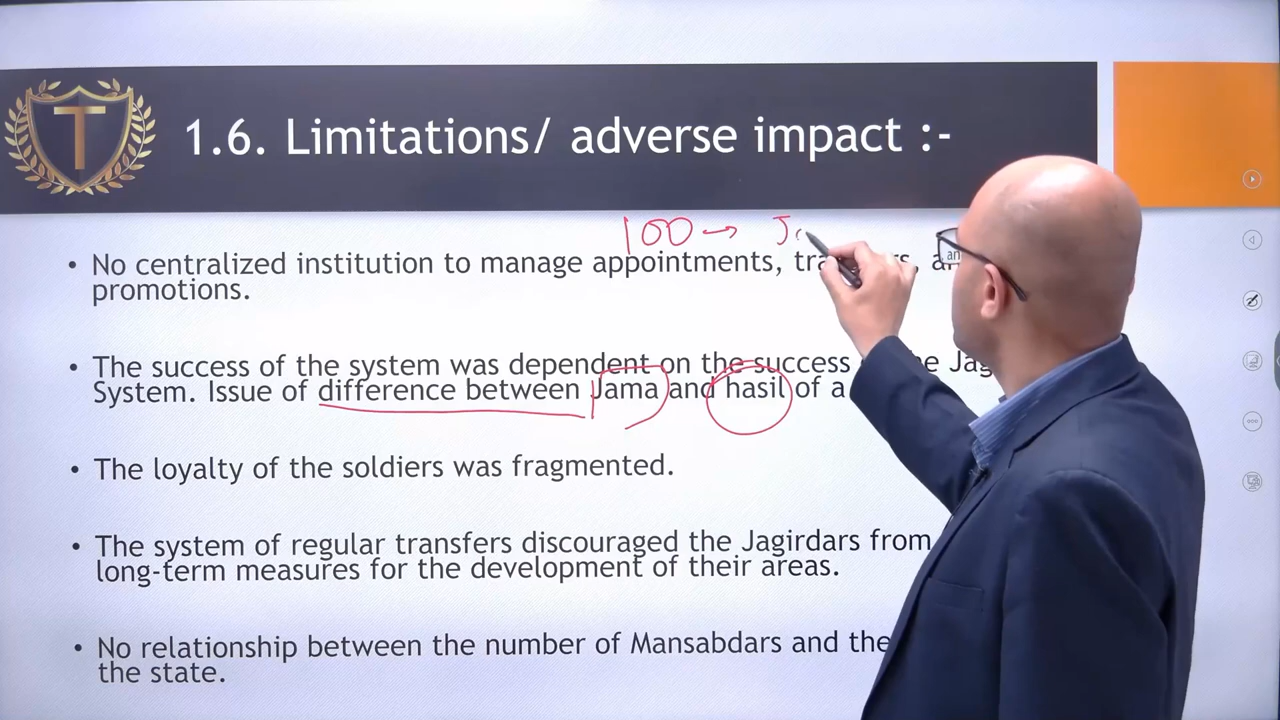 T
1.6. Limitations/ adverse impact :-
100 → J
• No centralized institution to manage appointments,
promotions.
• The success of the system was dependent on the success
System. Issue of difference between Jama and hasil of a
• The loyalty of the soldiers was fragmented.
• The system of regular transfers discouraged the Jagirdars from
long-term measures for the development of their areas.
• No relationship between the number of Mansabdars and the
the state.